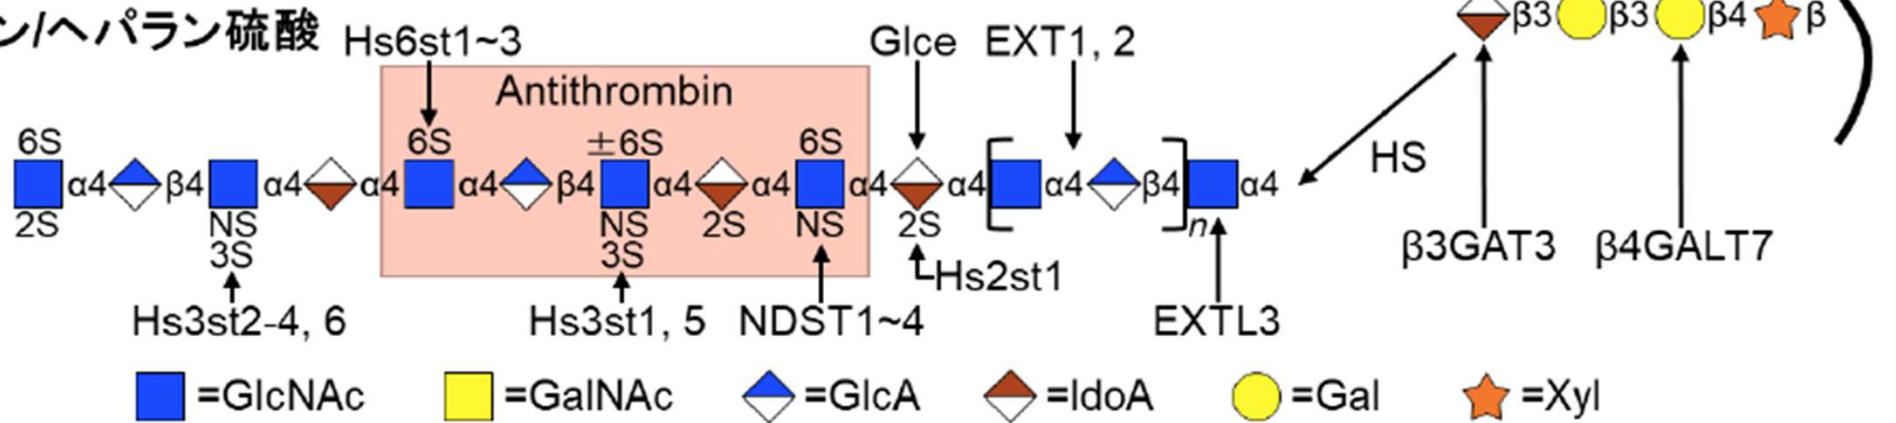 ン/ヘパラン硫酸
Hs6st1~3
Glce
EXT1, 2
β3 β3 β4 β
Antithrombin
6S 6S ±6S 6S
α4 β4 α4 α4 α4 β4 α4 α4 α4 α4 α4 β4 α4
HS
2S NS NS 2S NS 2S n
3S 3S
Hs2st1
β3GAT3 β4GALT7
Hs3st2-4, 6 Hs3st1, 5 NDST1~4 EXTL3
=GlcNAc =GalNAc =GlcA =IdoA =Gal =Xyl